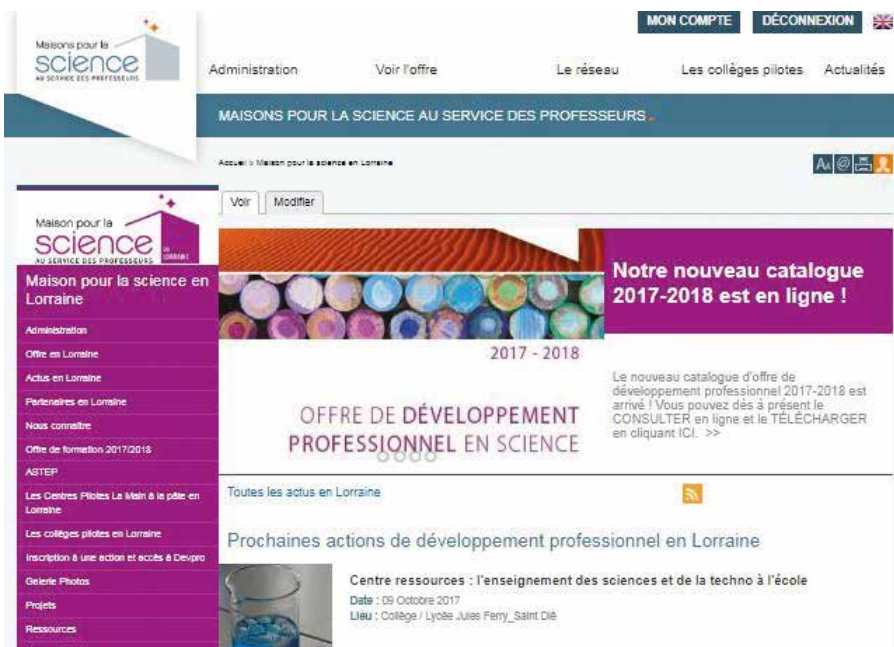 MON COMPTE
DÉCONNEXION
Maisons pour la
science
AU SERVICE DES PROFESSEURS
Administration
Voir l'offre
Le réseau
Les collèges pilotes
Actualités
MAISONS POUR LA SCIENCE AU SERVICE DES PROFESSEURS
Accueil » Maison pour la science en Lorraine
Voir
Modifier
Maison pour la
science
EN LORRAINE
AU SERVICE DES PROFESSEURS
Maison pour la science en
Lorraine
Administration
Offre en Lorraine
Actus en Lorraine
Partenaires en Lorraine
Nous connaître
Offre de formation 2017/2018
ASTEP
Les Centres Pilotes La Main à la pâte en
Lorraine
Les collèges pilotes en Lorraine
Inscription à une action et accès à Devpro
Galerie Photos
Projets
Ressources
Notre nouveau catalogue
2017-2018 est en ligne !
2017 - 2018
OFFRE DE DÉVELOPPEMENT
PROFESSIONNEL EN SCIENCE
Le nouveau catalogue d'offre de
développement professionnel 2017-2018 est
arrivé ! Vous pouvez dès à présent le
CONSULTER en ligne et le TÉLÉCHARGER
en cliquant ICI. >>
Toutes les actus en Lorraine
Prochaines actions de développement professionnel en Lorraine
Centre ressources : l'enseignement des sciences et de la techno à l'école
Date : 09 Octobre 2017
Lieu : Collège / Lycée Jules Ferry_Saint Dié